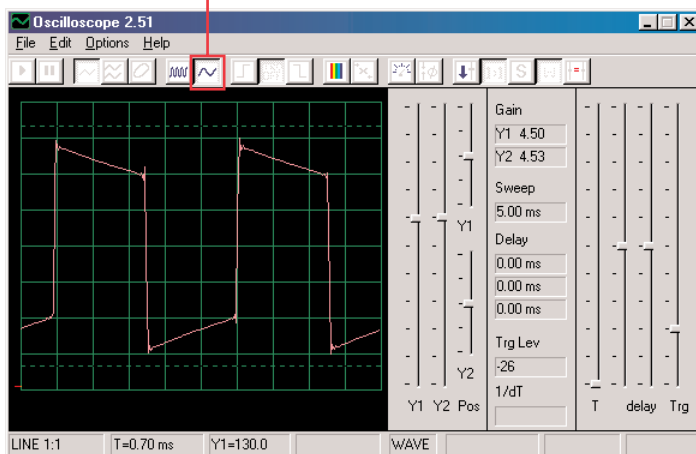 Oscilloscope 2.51
File Edit Options Help
S
Gain
Y1 4.50
Y2 4.53
Sweep
5.00 ms
Delay
0.00 ms
0.00 ms
0.00 ms
Trg Lev
-26
1/dT
Y1
Y2
Y1 Y2 Pos
T delay Trg
LINE 1:1 T=0.70 ms Y1=130.0 WAVE